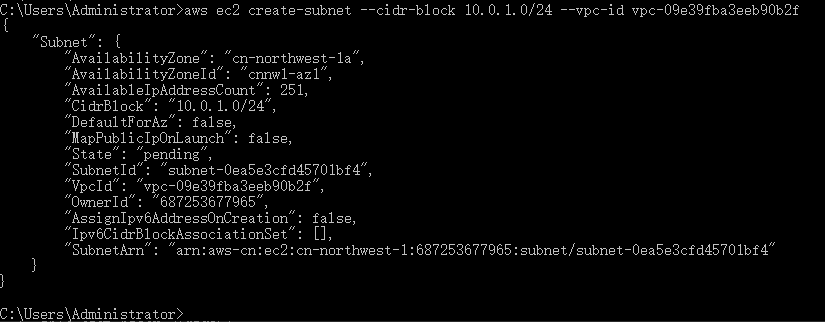 C:\Users\Administrator>aws ec2 create-subnet --cidr-block 10.0.1.0/24 --vpc-id vpc-09e39fba3eeb90b2f
{
    "Subnet": {
        "AvailabilityZone": "cn-northwest-1a",
        "AvailabilityZoneId": "cnnw1-az1",
        "AvailableIpAddressCount": 251,
        "CidrBlock": "10.0.1.0/24",
        "DefaultForAz": false,
        "MapPublicIpOnLaunch": false,
        "State": "pending",
        "SubnetId": "subnet-0ea5e3cfd45701bf4",
        "VpcId": "vpc-09e39fba3eeb90b2f",
        "OwnerId": "687253677965",
        "AssignIpv6AddressOnCreation": false,
        "Ipv6CidrBlockAssociationSet": [],
        "SubnetArn": "arn:aws-cn:ec2:cn-northwest-1:687253677965:subnet/subnet-0ea5e3cfd45701bf4"
    }
}
C:\Users\Administrator>